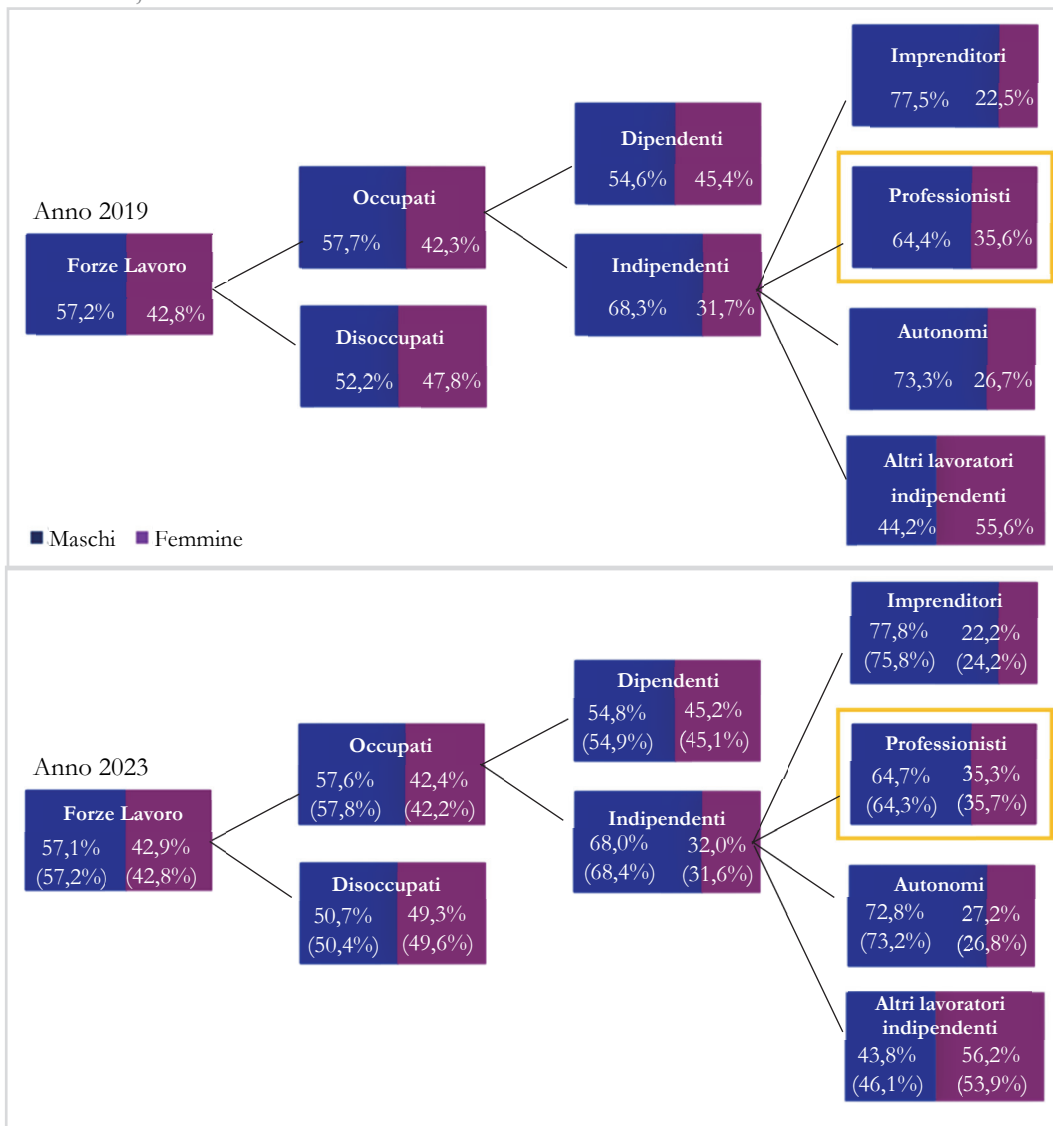 Imprenditori
77,5% 22,5%
Dipendenti
54,6% 45,4%
Professionisti
64,4% 35,6%
Occupati
57,7% 42,3%
Anno 2019
Forze Lavoro
57,2% 42,8%
Indipendenti
68,3% 31,7%
Disoccupati
52,2% 47,8%
Autonomi
73,3% 26,7%
Altri lavoratori
indipendenti
44,2% 55,6%
Maschi Femmine
Imprenditori
77,8% 22,2%
(75,8%) (24,2%)
Dipendenti
54,8% 45,2%
(54,9%) (45,1%)
Professionisti
64,7% 35,3%
(64,3%) (35,7%)
Occupati
57,6% 42,4%
(57,8%) (42,2%)
Anno 2023
Forze Lavoro
57,1% 42,9%
(57,2%) (42,8%)
Indipendenti
68,0% 32,0%
(68,4%) (31,6%)
Disoccupati
50,7% 49,3%
(50,4%) (49,6%)
Autonomi
72,8% 27,2%
(73,2%) (26,8%)
Altri lavoratori
indipendenti
43,8% 56,2%
(46,1%) (53,9%)